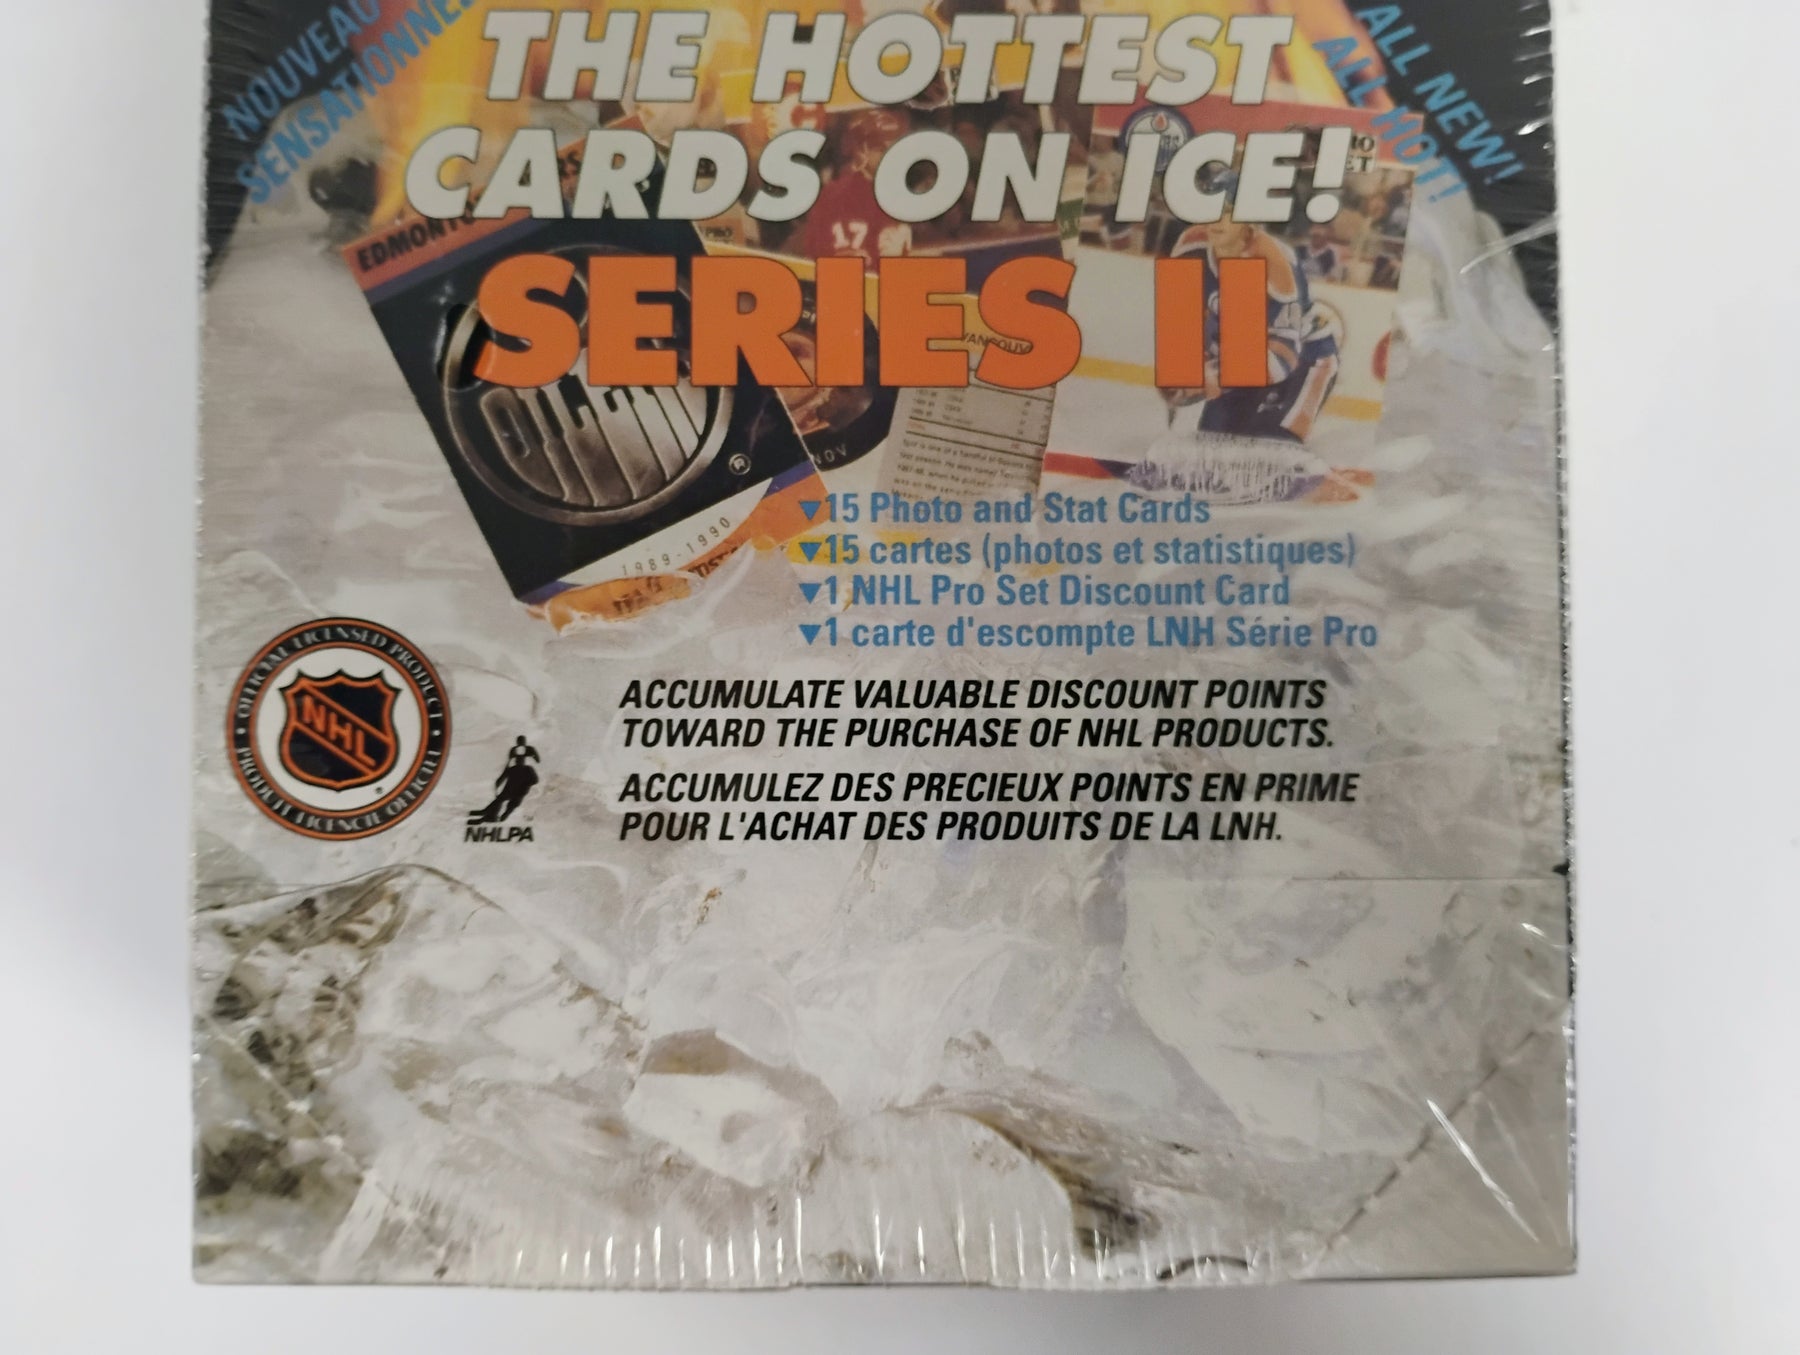 NOUVEAU
SENSATIONNEL
ALL NEW!
ALL HOT!
THE HOTTEST
CARDS ON ICE!
SERIES II
17
VANCOUV
OILERS
®
1989-1990
▼15 Photo and Stat Cards
▼15 cartes (photos et statistiques)
▼1 NHL Pro Set Discount Card
▼1 carte d'escompte LNH Série Pro
ACCUMULATE VALUABLE DISCOUNT POINTS
TOWARD THE PURCHASE OF NHL PRODUCTS.
ACCUMULEZ DES PRECIEUX POINTS EN PRIME
POUR L'ACHAT DES PRODUITS DE LA LNH.
• OFFICIAL LICENSED PRODUCT •
NHL
PRODUIT LICENCIE OFFICIEL
NHLPA